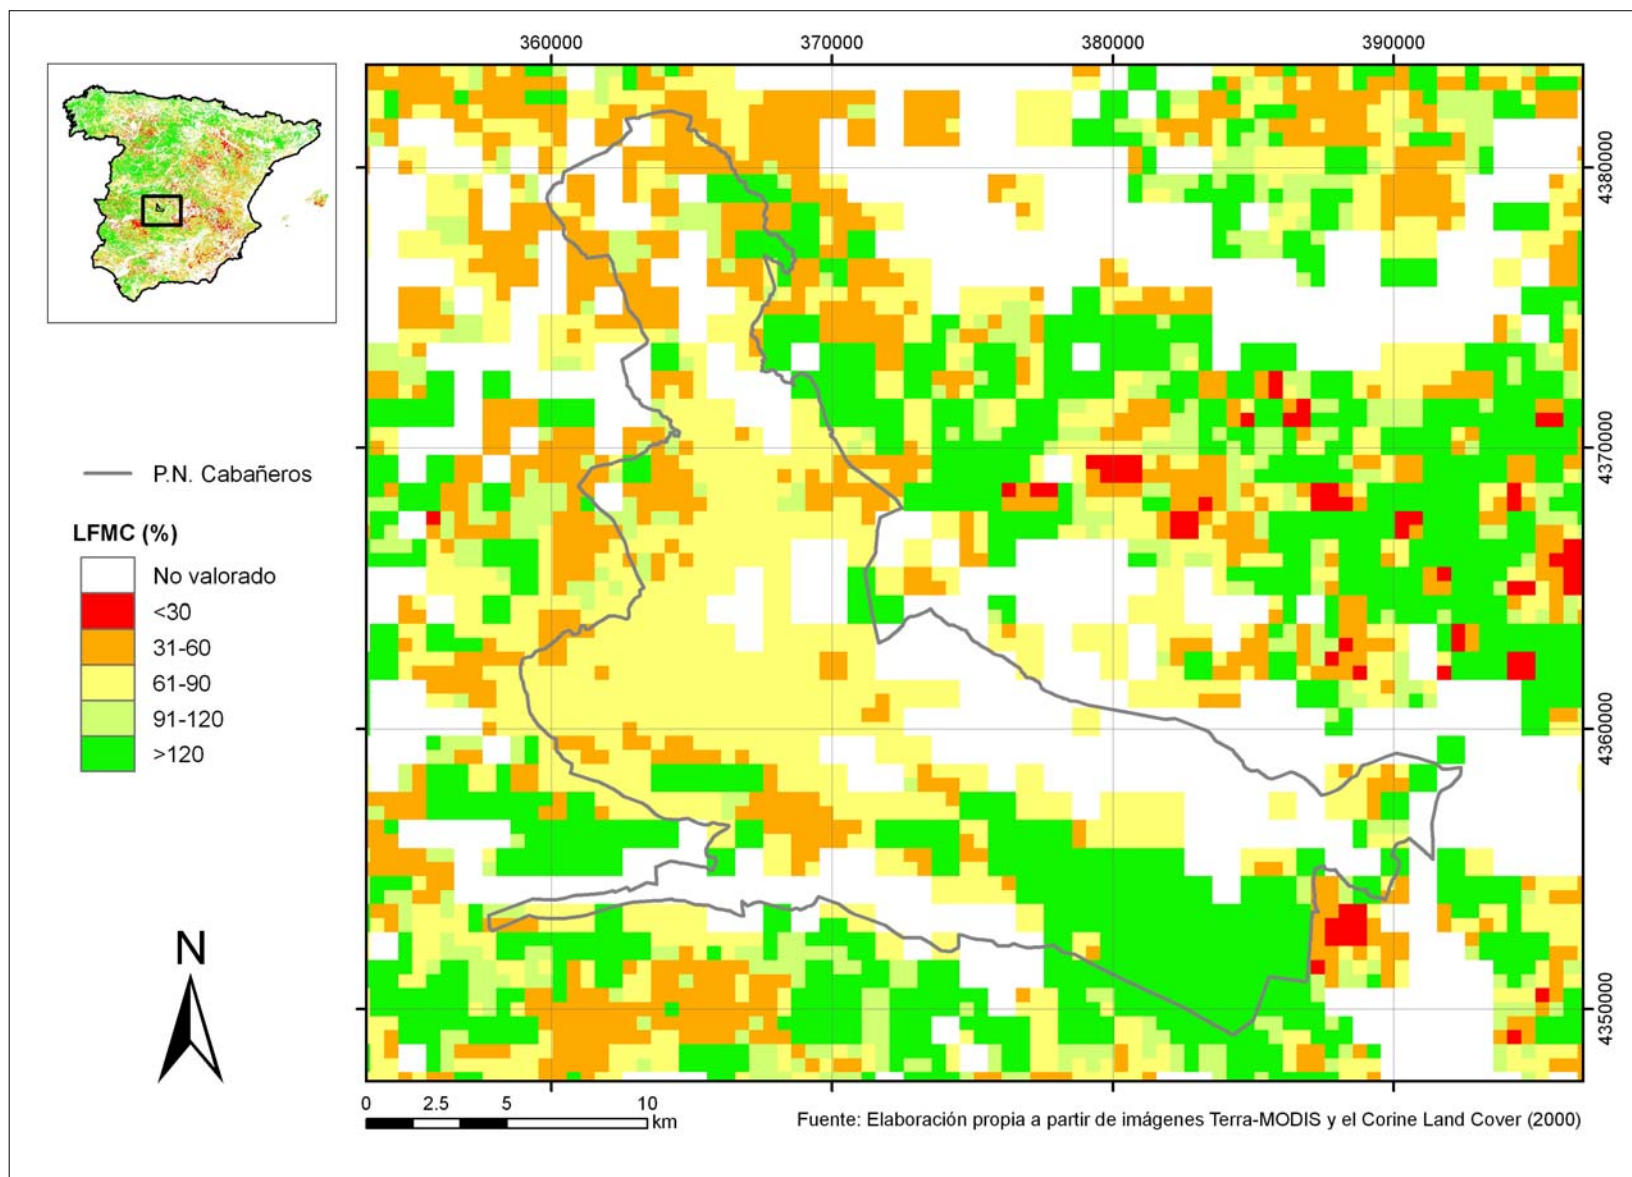 360000 370000 380000 390000
4380000
4370000
4360000
4350000
P.N. Cabañeros
LFMC (%)
No valorado
<30
31-60
61-90
91-120
>120
N
0 2.5 5 10
km
Fuente: Elaboración propia a partir de imágenes Terra-MODIS y el Corine Land Cover (2000)